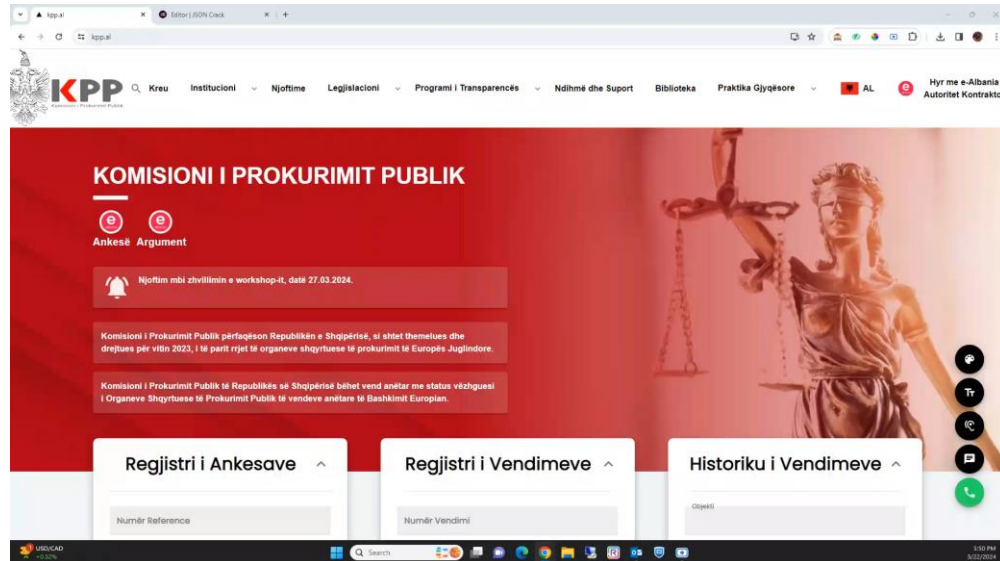 kpp.al
Editor | JSON Crack
kpp.al
KPP
Komisioni i Prokurimit Publik
Kreu
Institucioni
Njoftime
Legjislacioni
Programi i Transparencës
Ndihmë dhe Suport
Biblioteka
Praktika Gjyqësore
AL
Hyr me e-Albania
Autoritet Kontrakto
KOMISIONI I PROKURIMIT PUBLIK
Ankesë Argument
Njoftim mbi zhvillimin e workshop-it, datë 27.03.2024.
Komisioni i Prokurimit Publik përfaqëson Republikën e Shqipërisë, si shtet themelues dhe
drejtues për vitin 2023, i të parit rrjet të organeve shqyrtuese të prokurimit të Europës Juglindore.
Komisioni i Prokurimit Publik të Republikës së Shqipërisë bëhet vend anëtar me status vëzhguesi
i Organeve Shqyrtuese të Prokurimit Publik të vendeve anëtare të Bashkimit Europian.
Regjistri i Ankesave
Numër Reference
Regjistri i Vendimeve
Numër Vendimi
Historiku i Vendimeve
Objekti
USD/CAD
+0.52%
Search
5:50 PM
3/22/2024